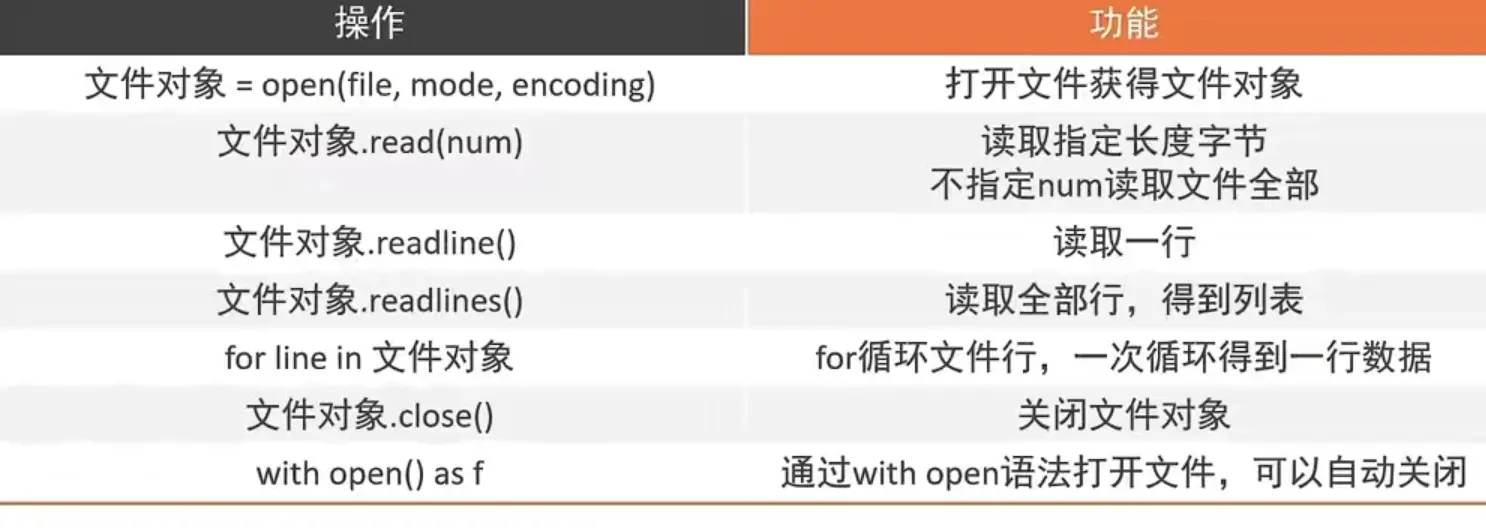 操作 功能
文件对象 = open(file, mode, encoding) 打开文件获得文件对象
文件对象.read(num) 读取指定长度字节
不指定num读取文件全部
文件对象.readline() 读取一行
文件对象.readlines() 读取全部行，得到列表
for line in 文件对象 for循环文件行，一次循环得到一行数据
文件对象.close() 关闭文件对象
with open() as f 通过with open语法打开文件，可以自动关闭